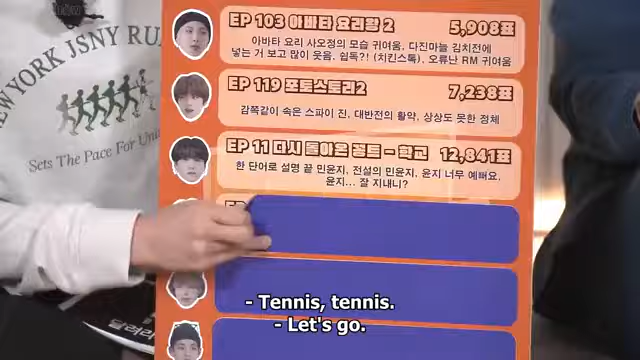 NEW YORK JSNY RU
Sets The Pace For Uni
EP 103 아바타 요리왕 2 5,908표
아바타 요리 사오정의 모습 귀여움, 다진마늘 김치전에
넣는 거 보고 많이 웃음, 쉽독?! (치킨스톡), 오류난 RM 귀여움
EP 119 포토스토리2 7,238표
감쪽같이 속은 스파이 진, 대반전의 활약, 상상도 못한 정체
EP 11 다시 돌아온 꽁트 - 학교 12,841표
한 단어로 설명 끝 민윤지, 전설의 민윤지, 윤지 너무 예뻐요,
윤지... 잘 지내니?
- Tennis, tennis.
- Let's go.
달려라